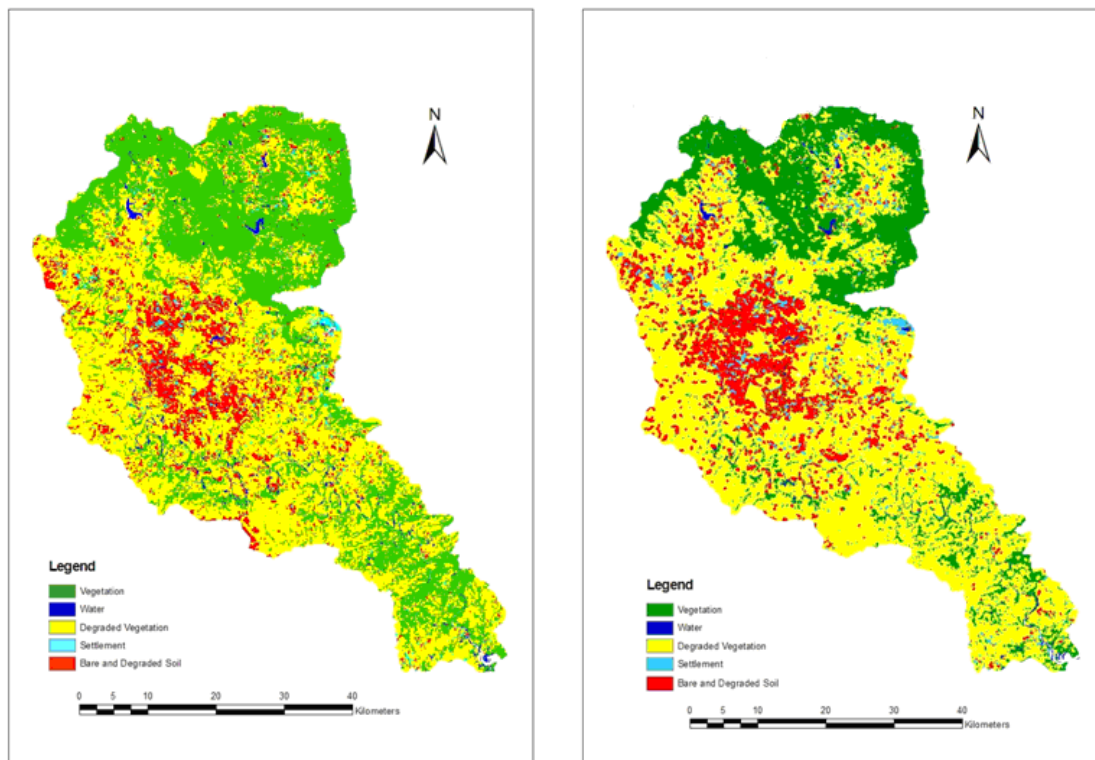 N
Legend
Vegetation
Water
Degraded Vegetation
Settlement
Bare and Degraded Soil
0 5 10 20 30 40
Kilometers
N
Legend
Vegetation
Water
Degraded Vegetation
Settlement
Bare and Degraded Soil
0 5 10 20 30 40
Kilometers